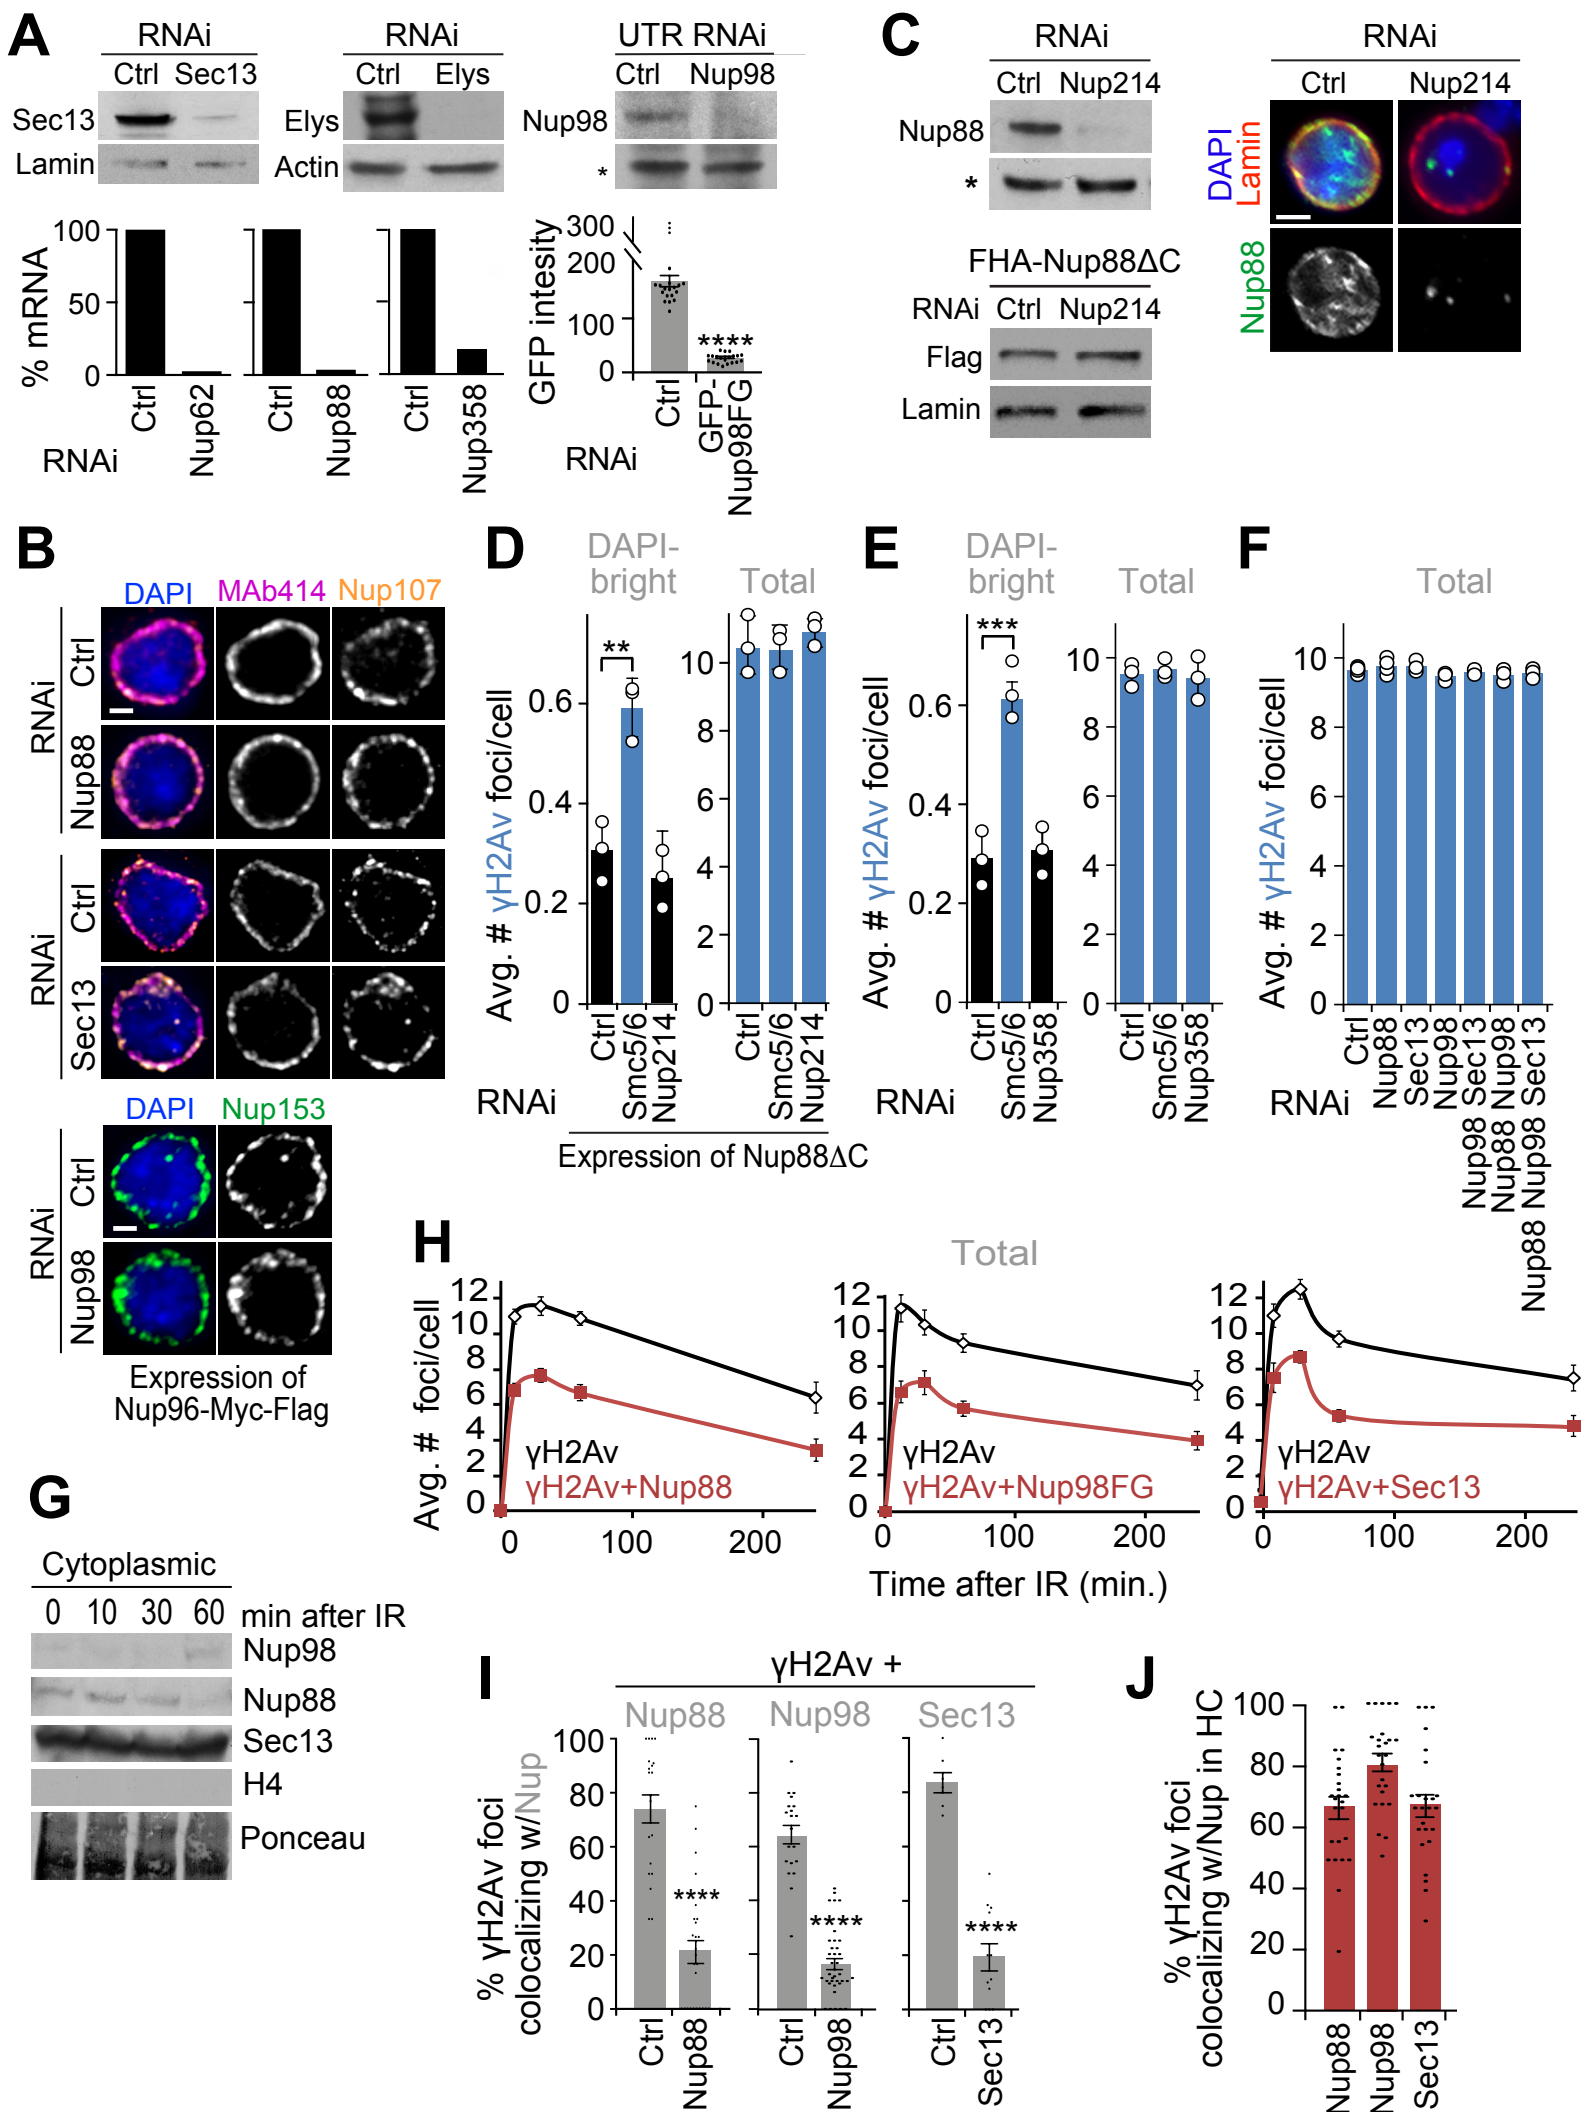 A
RNAi
Ctrl Sec13
Sec13
Lamin
RNAi
Ctrl Elys
Elys
Actin
UTR RNAi
Ctrl Nup98
Nup98
*
% mRNA
100
50
0
Ctrl
Nup62
Ctrl
Nup88
Ctrl
Nup358
RNAi
GFP intesity
300
200
100
0
****
Ctrl
GFP-
Nup98FG
RNAi
C
RNAi
Ctrl Nup214
Nup88
*
FHA-Nup88ΔC
RNAi Ctrl Nup214
Flag
Lamin
RNAi
Ctrl Nup214
DAPI
Lamin
Nup88
B
DAPI MAb414 Nup107
RNAi
Ctrl
Nup88
RNAi
Ctrl
Sec13
DAPI Nup153
RNAi
Ctrl
Nup98
Expression of
Nup96-Myc-Flag
D
DAPI-
bright
Total
Avg. # γH2Av foci/cell
0.6
0.4
0.2
0
**
10
8
6
4
2
0
Ctrl
Smc5/6
Nup214
Ctrl
Smc5/6
Nup214
RNAi
Expression of Nup88ΔC
E
DAPI-
bright
Total
Avg. # γH2Av foci/cell
0.6
0.4
0.2
0
***
10
8
6
4
2
0
Ctrl
Smc5/6
Nup358
Ctrl
Smc5/6
Nup358
RNAi
F
Total
Avg. # γH2Av foci/cell
10
8
6
4
2
0
Ctrl
Nup88
Sec13
Nup98
Nup98 Sec13
Nup88 Nup98
Nup88 Nup98 Sec13
RNAi
G
Cytoplasmic
0 10 30 60 min after IR
Nup98
Nup88
Sec13
H4
Ponceau
H
Total
Avg. # foci/cell
12
10
8
6
4
2
0
γH2Av
γH2Av+Nup88
0 100 200
12
10
8
6
4
2
0
γH2Av
γH2Av+Nup98FG
0 100 200
12
10
8
6
4
2
0
γH2Av
γH2Av+Sec13
0 100 200
Time after IR (min.)
I
γH2Av +
Nup88 Nup98 Sec13
% γH2Av foci
colocalizing w/Nup
100
80
60
40
20
0
****
****
****
Ctrl
Nup88
Ctrl
Nup98
Ctrl
Sec13
J
% γH2Av foci
colocalizing w/Nup in HC
100
80
60
40
20
0
Nup88
Nup98
Sec13